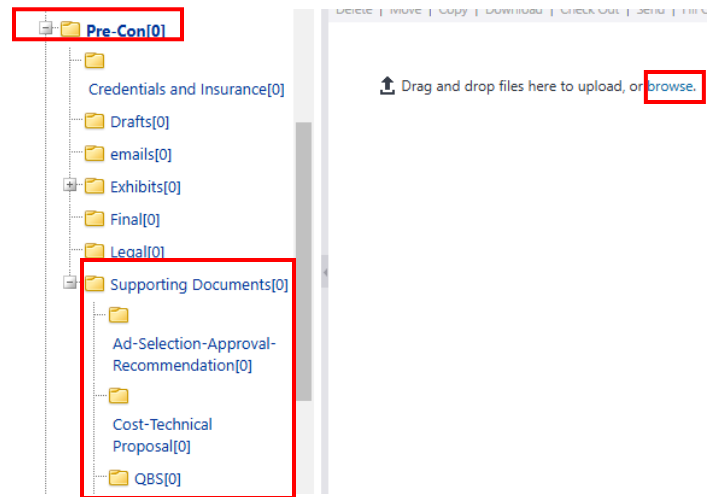 Delete | Move | Copy | Download | Check Out | Send | Fill
Pre-Con[0]
Credentials and Insurance[0]
Drag and drop files here to upload, or browse.
Drafts[0]
emails[0]
Exhibits[0]
Final[0]
Legal[0]
Supporting Documents[0]
Ad-Selection-Approval-
Recommendation[0]
Cost-Technical
Proposal[0]
QBS[0]